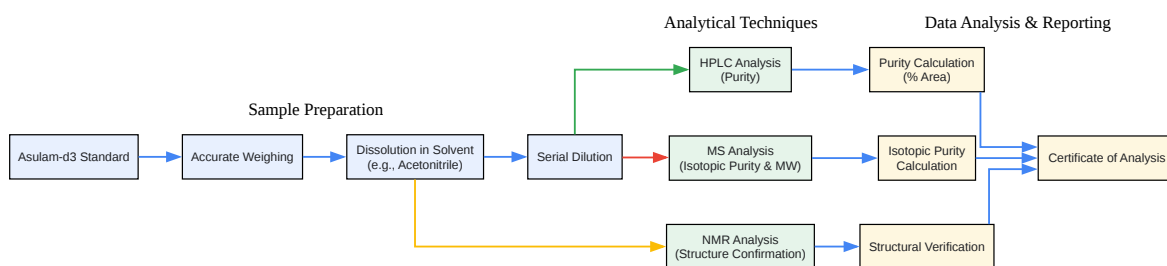 Analytical Techniques
Data Analysis & Reporting
HPLC Analysis
(Purity)
Purity Calculation
(% Area)
Sample Preparation
Asulam-d3 Standard
Accurate Weighing
Dissolution in Solvent
(e.g., Acetonitrile)
Serial Dilution
MS Analysis
(Isotopic Purity & MW)
Isotopic Purity
Calculation
Certificate of Analysis
NMR Analysis
(Structure Confirmation)
Structural Verification